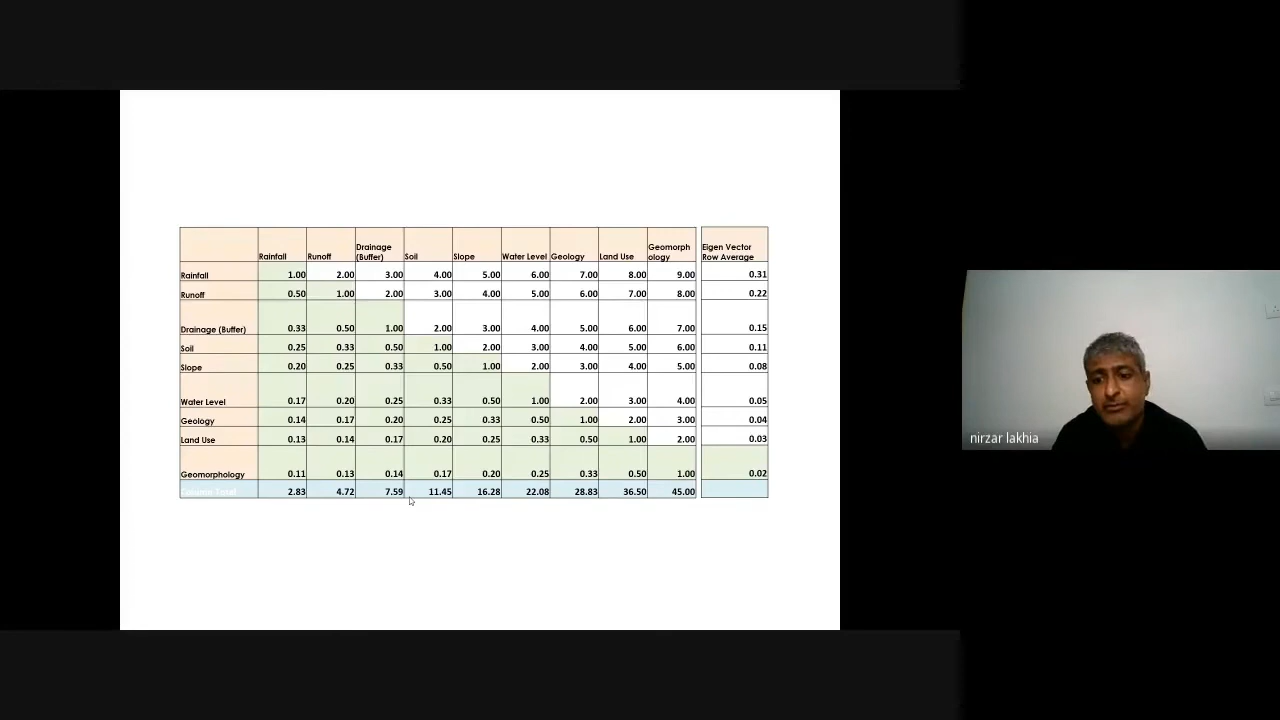 Rainfall Runoff Drainage (Buffer) Soil Slope Water Level Geology Land Use Geomorph ology Eigen Vector Row Average
Rainfall 1.00 2.00 3.00 4.00 5.00 6.00 7.00 8.00 9.00 0.31
Runoff 0.50 1.00 2.00 3.00 4.00 5.00 6.00 7.00 8.00 0.22
Drainage (Buffer) 0.33 0.50 1.00 2.00 3.00 4.00 5.00 6.00 7.00 0.15
Soil 0.25 0.33 0.50 1.00 2.00 3.00 4.00 5.00 6.00 0.11
Slope 0.20 0.25 0.33 0.50 1.00 2.00 3.00 4.00 5.00 0.08
Water Level 0.17 0.20 0.25 0.33 0.50 1.00 2.00 3.00 4.00 0.05
Geology 0.14 0.17 0.20 0.25 0.33 0.50 1.00 2.00 3.00 0.04
Land Use 0.13 0.14 0.17 0.20 0.25 0.33 0.50 1.00 2.00 0.03
Geomorphology 0.11 0.13 0.14 0.17 0.20 0.25 0.33 0.50 1.00 0.02
Column Total 2.83 4.72 7.59 11.45 16.28 22.08 28.83 36.50 45.00
nirzar lakhia